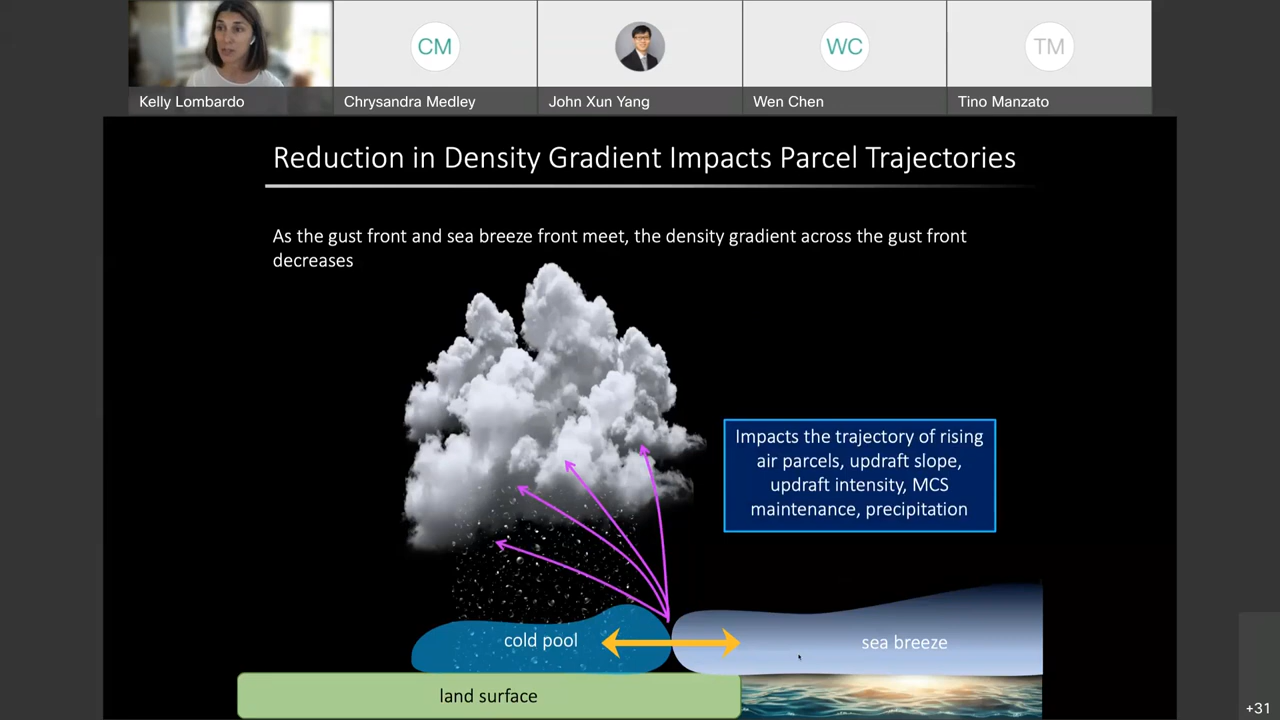 CM
WC
TM
Kelly Lombardo
Chrysandra Medley
John Xun Yang
Wen Chen
Tino Manzato
Reduction in Density Gradient Impacts Parcel Trajectories
As the gust front and sea breeze front meet, the density gradient across the gust front
decreases
Impacts the trajectory of rising
air parcels, updraft slope,
updraft intensity, MCS
maintenance, precipitation
cold pool
sea breeze
land surface
+31